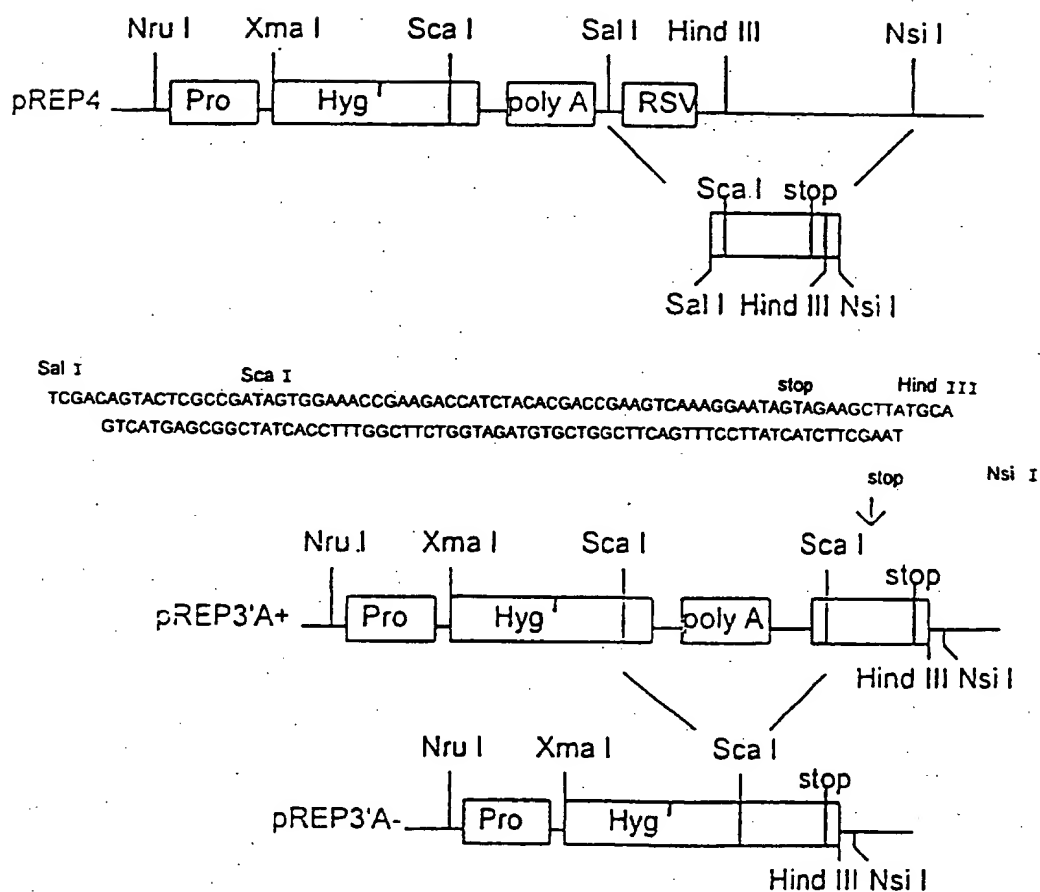 Nru I Xma I Sca I Sal I Hind III Nsi I
pREP4 Pro Hyg' poly A RSV
Sca I stop
Sal I Hind III Nsi I
Sal I Sca I stop Hind III
TCGACAGTACTCGCCGATAGTGGAAACCGAAGACCATCTACACGACCGAAGTCAAAGGAATAGTAGAAGCTTATGCA
GTCATGAGCGGCTATCACCTTTGGCTTCTGGTAGATGTGCTGGCTTCAGTTTCCTTATCATCTTCGAAT
stop Nsi I
Nru I Xma I Sca I Sca I
stop
pREP3'A+ Pro Hyg' poly A
Hind III Nsi I
Nru I Xma I Sca I
stop
pREP3'A- Pro Hyg'
Hind III Nsi I